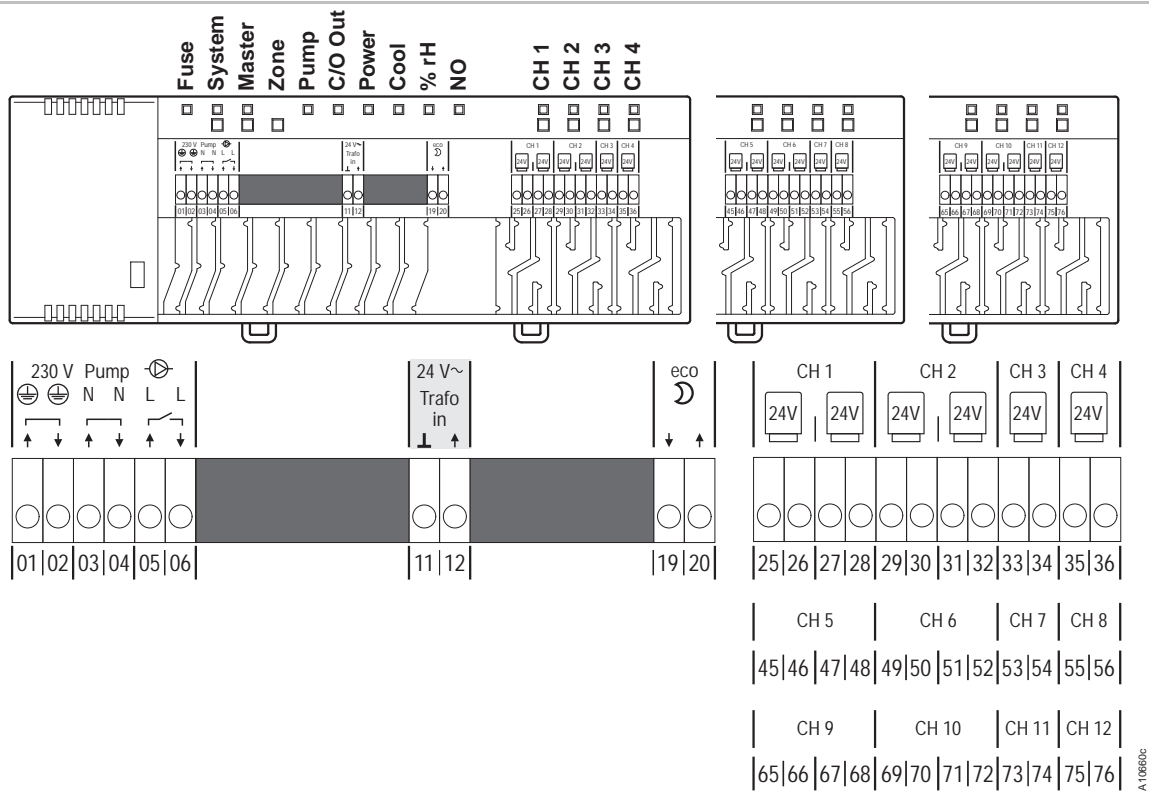 Fuse System Master Zone Pump C/O Out Power Cool % rH NO CH 1 CH 2 CH 3 CH 4
230 V Pump 24 V~ eco CH 1 CH 2 CH 3 CH 4 CH 5 CH 6 CH 7 CH 8 CH 9 CH 10 CH 11 CH 12
N N L L Trafo 24V 24V 24V 24V 24V 24V 24V 24V 24V 24V 24V 24V 24V 24V 24V 24V 24V 24V
in
01 02 03 04 05 06 11 12 19 20 25 26 27 28 29 30 31 32 33 34 35 36 45 46 47 48 49 50 51 52 53 54 55 56 65 66 67 68 69 70 71 72 73 74 75 76
230 V Pump 24 V~ eco CH 1 CH 2 CH 3 CH 4
N N L L Trafo
in 24V 24V 24V 24V 24V 24V
01 02 03 04 05 06 11 12 19 20 25 26 27 28 29 30 31 32 33 34 35 36
CH 5 CH 6 CH 7 CH 8
45 46 47 48 49 50 51 52 53 54 55 56
CH 9 CH 10 CH 11 CH 12
65 66 67 68 69 70 71 72 73 74 75 76
A10660c